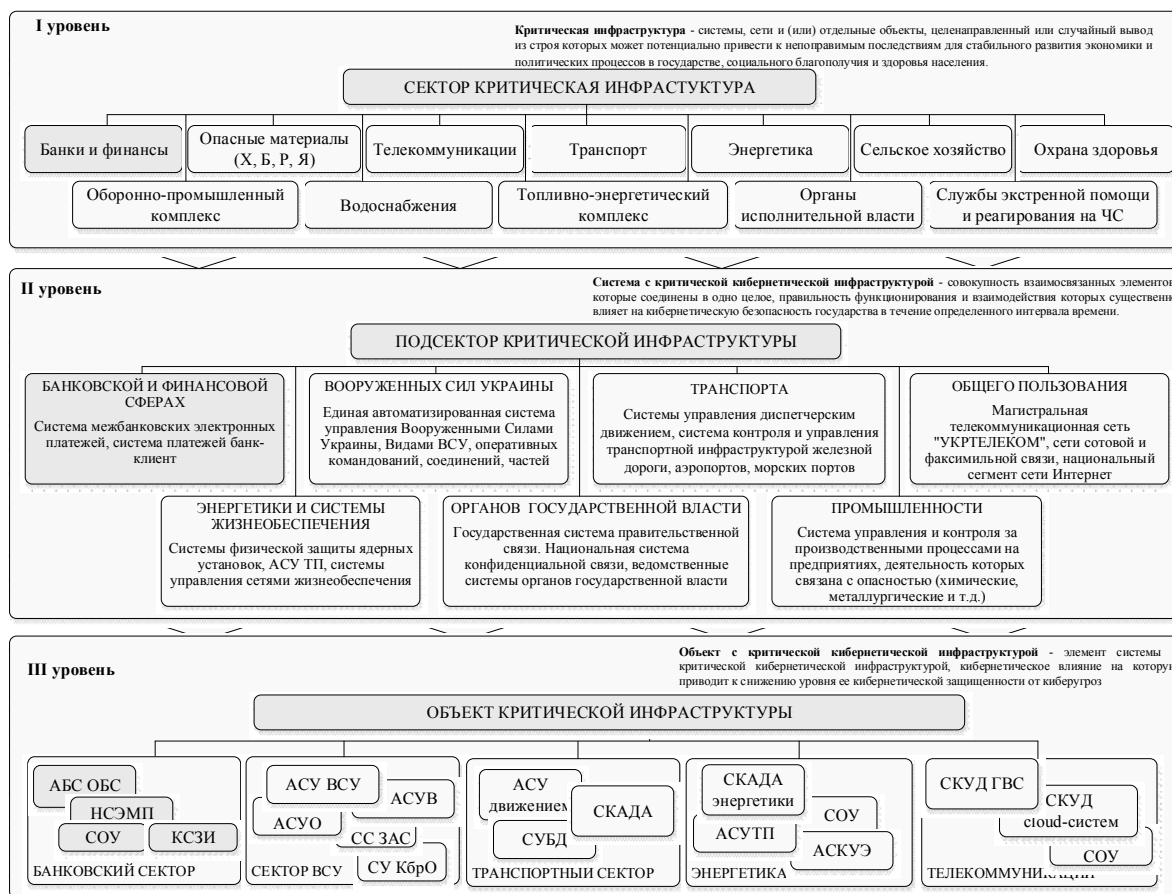 I уровень
Критическая инфраструктура - системы, сети и (или) отдельные объекты, целенаправленный или случайный вывод
из строя которых может потенциально привести к непоправимым последствиям для стабильного развития экономики и
политических процессов в государстве, социального благополучия и здоровья населения.
СЕКТОР КРИТИЧЕСКАЯ ИНФРАСТУКТУРА
Банки и финансы
Опасные материалы
(Х, Б, Р, Я)
Телекоммуникации
Транспорт
Энергетика
Сельское хозяйство
Охрана здоровья
Оборонно-промышленный
комплекс
Водоснабжения
Топливно-энергетический
комплекс
Органы
исполнительной власти
Службы экстренной помощи
и реагирования на ЧС
II уровень
Система с критической кибернетической инфраструктурой - совокупность взаимосвязанных элементов
которые соединены в одно целое, правильность функционирования и взаимодействия которых существенн
влияет на кибернетическую безопасность государства в течение определенного интервала времени.
ПОДСЕКТОР КРИТИЧЕСКОЙ ИНФРАСТРУКТУРЫ
БАНКОВСКОЙ И ФИНАНСОВОЙ
СФЕРАХ
Система межбанковских электронных
платежей, система платежей банк-
клиент
ВООРУЖЕННЫХ СИЛ УКРАИНЫ
Единая автоматизированная система
управления Вооруженными Силами
Украины, Видами ВСУ, оперативных
командований, соединений, частей
ТРАНСПОРТА
Системы управления диспетчерским
движением, система контроля и управления
транспортной инфраструктурой железной
дороги, аэропортов, морских портов
ОБЩЕГО ПОЛЬЗОВАНИЯ
Магистральная
телекоммуникационная сеть
"УКРТЕЛЕКОМ", сети сотовой и
факсимильной связи, национальный
сегмент сети Интернет
ЭНЕРГЕТИКИ И СИСТЕМЫ
ЖИЗНЕОБЕСПЕЧЕНИЯ
Системы физической защиты ядерных
установок, АСУ ТП, системы
управления сетями жизнеобеспечения
ОРГАНОВ ГОСУДАРСТВЕННОЙ ВЛАСТИ
Государственная система правительственной
связи. Национальная система
конфиденциальной связи, ведомственные
системы органов государственной власти
ПРОМЫШЛЕННОСТИ
Система управления и контроля за
производственными процессами на
предприятиях, деятельность которых
связана с опасностью (химические,
металлургические и т.д.)
III уровень
Объект с критической кибернетической инфраструктурой - элемент системы
критической кибернетической инфраструктурой, кибернетическое влияние на котору
приводит к снижению уровня ее кибернетической защищенности от киберугроз
ОБЪЕКТ КРИТИЧЕСКОЙ ИНФРАСТРУКТУРЫ
АБС ОБС
НСЭМП
СОУ
КСЗИ
БАНКОВСКИЙ СЕКТОР
АСУ ВСУ
АСУВ
АСУО
СС ЗАС
СУ КбрО
СЕКТОР ВСУ
АСУ
движением
СКАДА
СУБД
ТРАНСПОРТНЫЙ СЕКТОР
СКАДА
энергетики
СОУ
АСУТП
АСКУЭ
ЭНЕРГЕТИКА
СКУД ГВС
СКУД
cloud-систем
СОУ
ТЕЛЕКОММУНИКАЦИИ